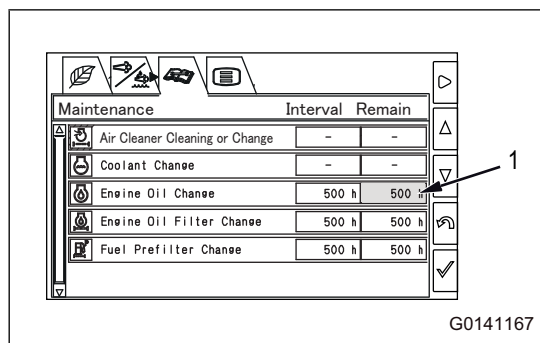 Maintenance Interval Remain
Air Cleaner Cleaning or Change - -
Coolant Change - -
Engine Oil Change 500 h 500 h
Engine Oil Filter Change 500 h 500 h
Fuel Prefilter Change 500 h 500 h
1
G0141167